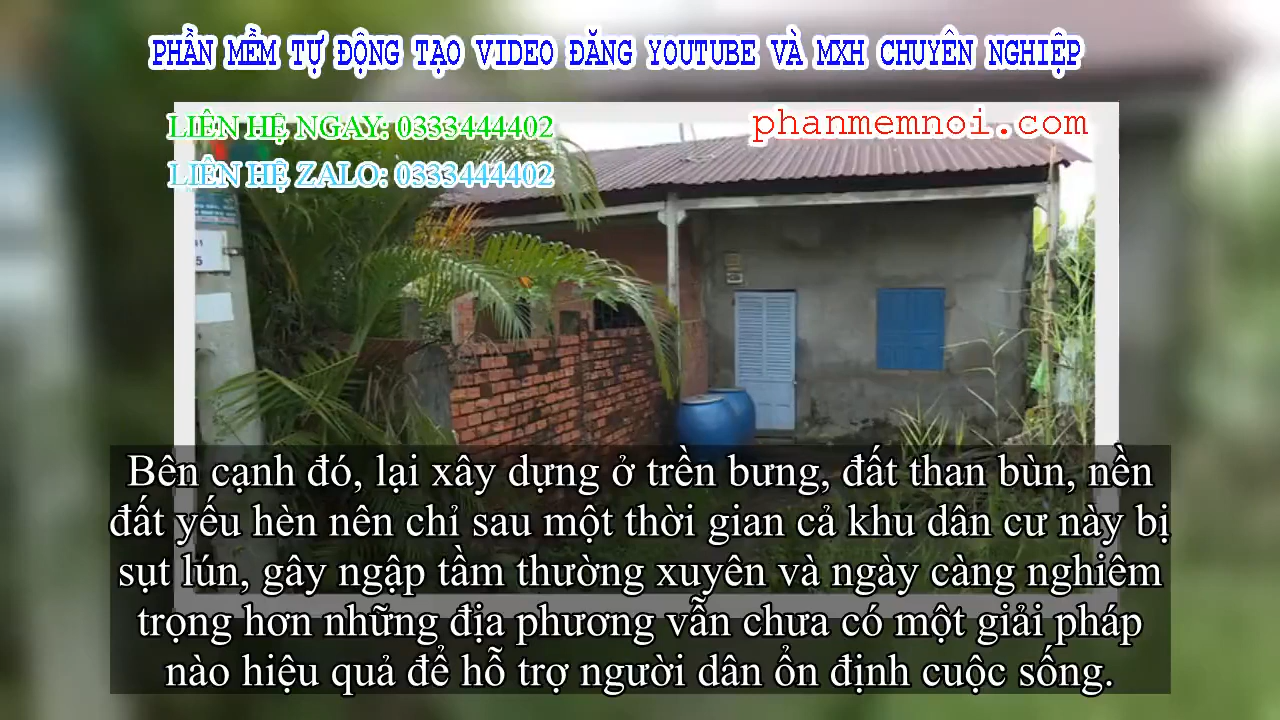 PHẦN MỀM TỰ ĐỘNG TẠO VIDEO ĐĂNG YOUTUBE VÀ MXH CHUYÊN NGHIỆP
LIÊN HỆ NGAY: 0333444402
phanmemnoi.com
LIÊN HỆ ZALO: 0333444402
Bên cạnh đó, lại xây dựng ở trền bưng, đất than bùn, nền
đất yếu hèn nên chỉ sau một thời gian cả khu dân cư này bị
sụt lún, gây ngập tầm thường xuyên và ngày càng nghiêm
trọng hơn những địa phương vẫn chưa có một giải pháp
nào hiệu quả để hỗ trợ người dân ổn định cuộc sống.